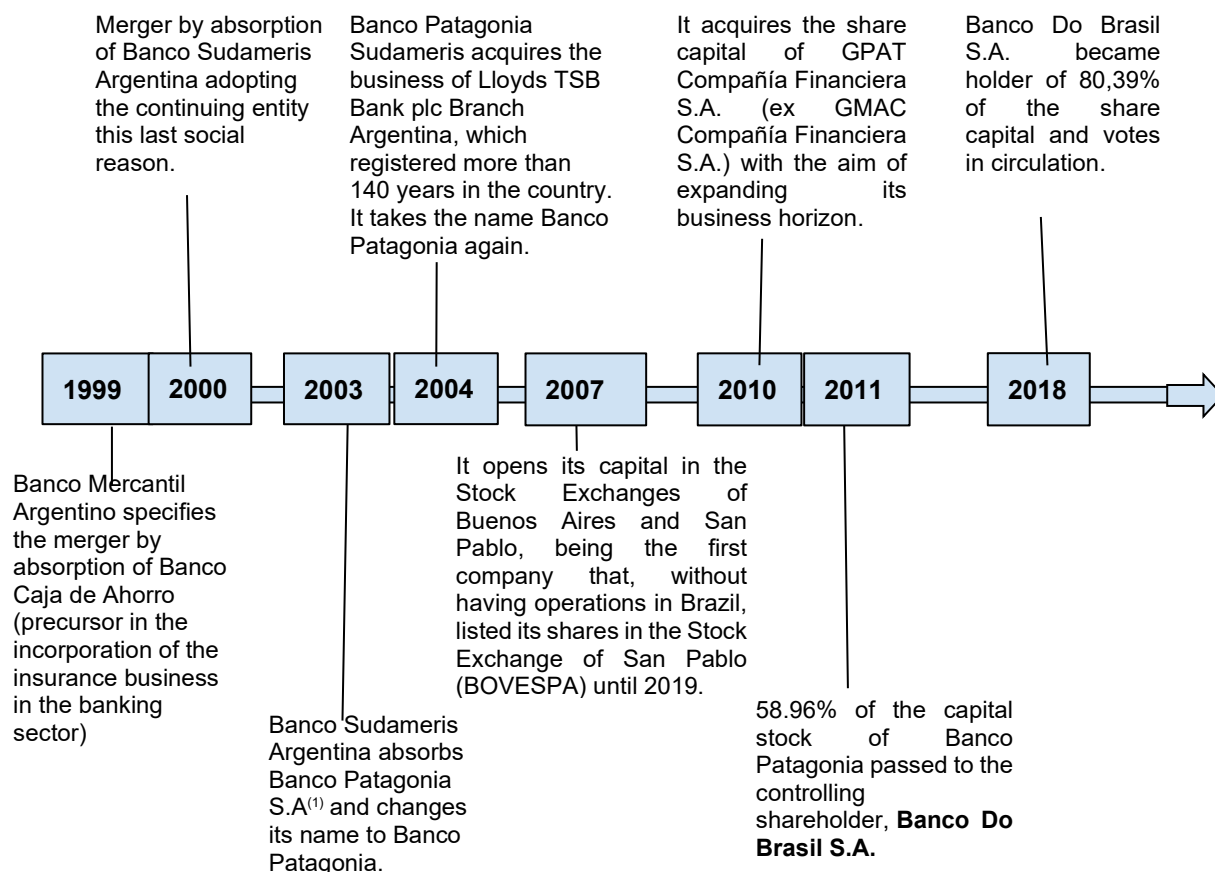 Merger by absorption
of Banco Sudameris
Argentina adopting
the continuing entity
this last social
reason.
Banco Patagonia
Sudameris acquires the
business of Lloyds TSB
Bank plc Branch
Argentina, which
registered more than
140 years in the country.
It takes the name Banco
Patagonia again.
It acquires the share
capital of GPAT
Compañía Financiera
S.A. (ex GMAC
Compañía Financiera
S.A.) with the aim of
expanding its
business horizon.
Banco Do Brasil
S.A. became
holder of 80,39%
of the share
capital and votes
in circulation.
1999
2000
2003
2004
2007
2010
2011
2018
Banco Mercantil
Argentino specifies
the merger by
absorption of Banco
Caja de Ahorro
(precursor in the
incorporation of the
insurance business
in the banking
sector)
Banco Sudameris
Argentina absorbs
Banco Patagonia
S.A⁽¹⁾ and changes
its name to Banco
Patagonia.
It opens its capital in the
Stock Exchanges of
Buenos Aires and San
Pablo, being the first
company that, without
having operations in Brazil,
listed its shares in the Stock
Exchange of San Pablo
(BOVESPA) until 2019.
58.96% of the capital
stock of Banco
Patagonia passed to the
controlling
shareholder, Banco Do
Brasil S.A.